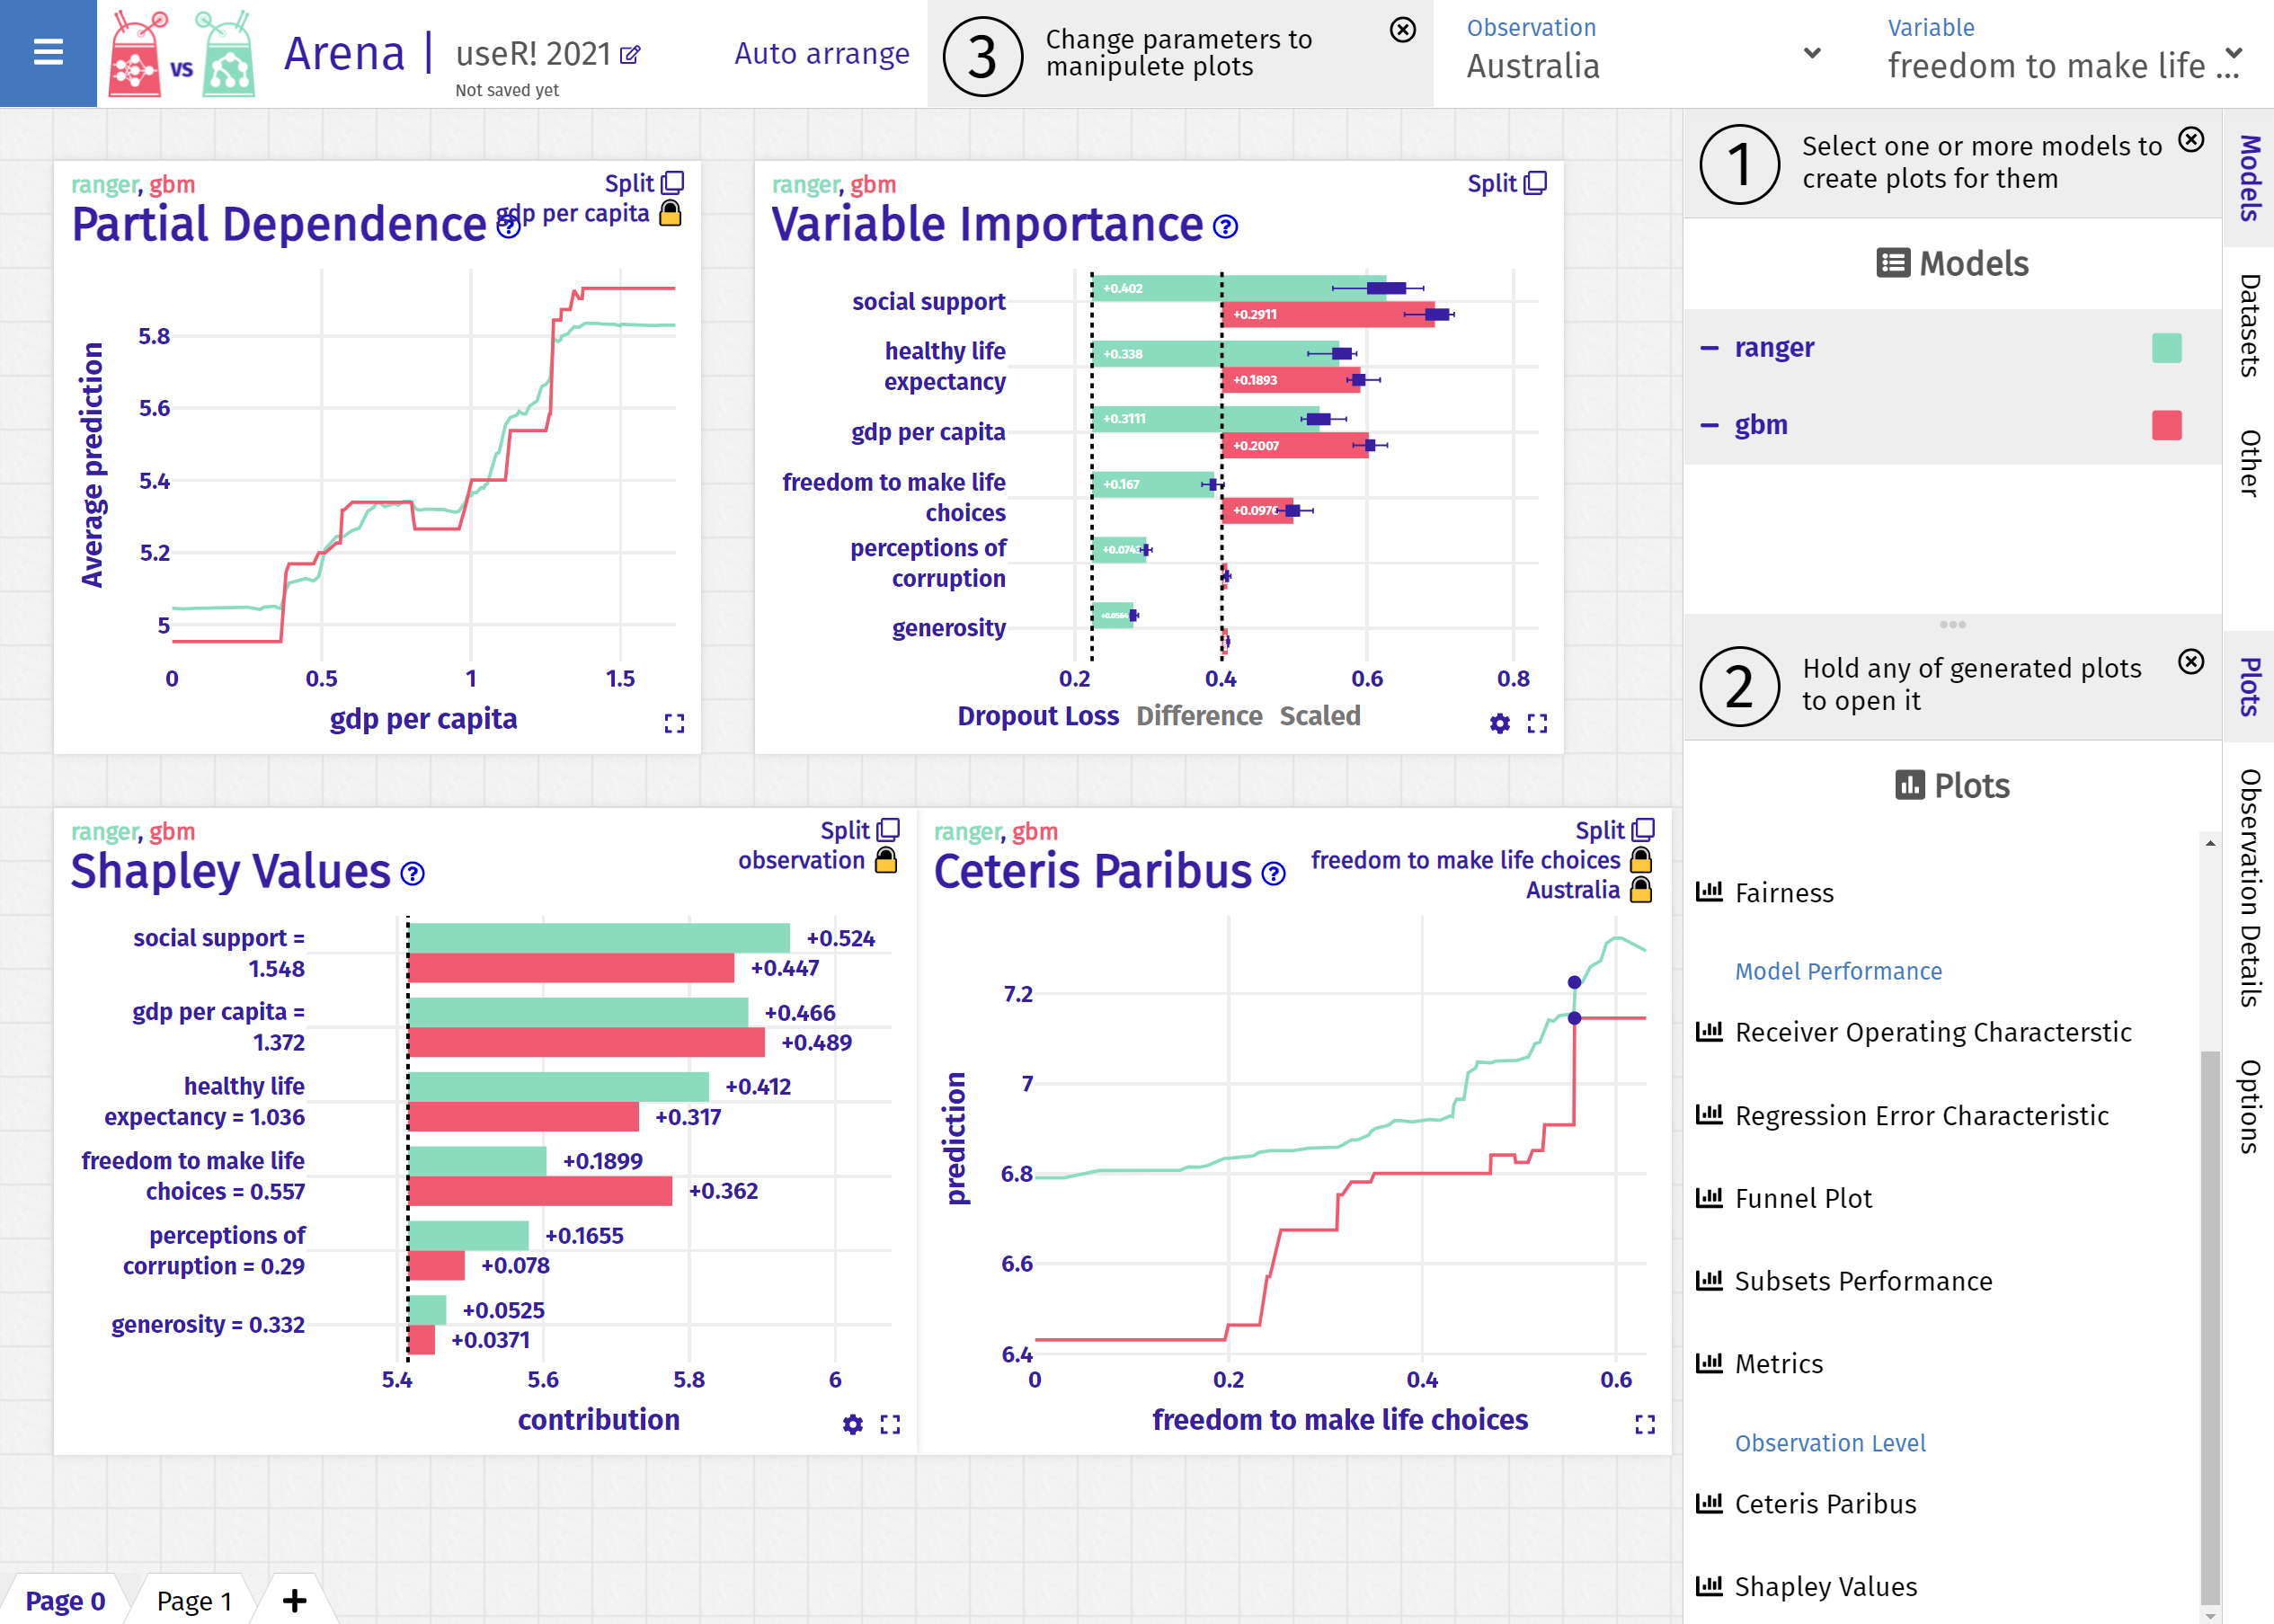 vs
Arena |
useR! 2021
Not saved yet
Auto arrange
3
Change parameters to
manipulete plots
Observation
Australia
Variable
freedom to make life ...
ranger, gbm
Split
Partial Dependence
gdp per capita
Average prediction
5.8
5.6
5.4
5.2
5
0 0.5 1 1.5
gdp per capita
ranger, gbm
Split
Variable Importance ?
social support
+0.402
+0.2911
healthy life
expectancy
+0.338
+0.1893
gdp per capita
+0.3111
+0.2007
freedom to make life
choices
+0.167
perceptions of
corruption
generosity
0.2 0.4 0.6 0.8
Dropout Loss Difference Scaled
ranger, gbm
Split
Shapley Values ?
observation
social support =
1.548
+0.524
+0.447
gdp per capita =
1.372
+0.466
+0.489
healthy life
expectancy = 1.036
+0.412
+0.317
freedom to make life
choices = 0.557
+0.1899
+0.362
perceptions of
corruption = 0.29
+0.1655
+0.078
generosity = 0.332
+0.0525
+0.0371
5.4 5.6 5.8 6
contribution
ranger, gbm
Split
Ceteris Paribus ?
freedom to make life choices
Australia
prediction
7.2
7
6.8
6.6
6.4
0 0.2 0.4 0.6
freedom to make life choices
1
Select one or more models to
create plots for them
Models
ranger
gbm
2
Hold any of generated plots
to open it
Plots
Fairness
Model Performance
Receiver Operating Characterstic
Regression Error Characteristic
Funnel Plot
Subsets Performance
Metrics
Observation Level
Ceteris Paribus
Shapley Values
Models
Datasets
Other
Plots
Observation Details
Options
Page 0
Page 1
+